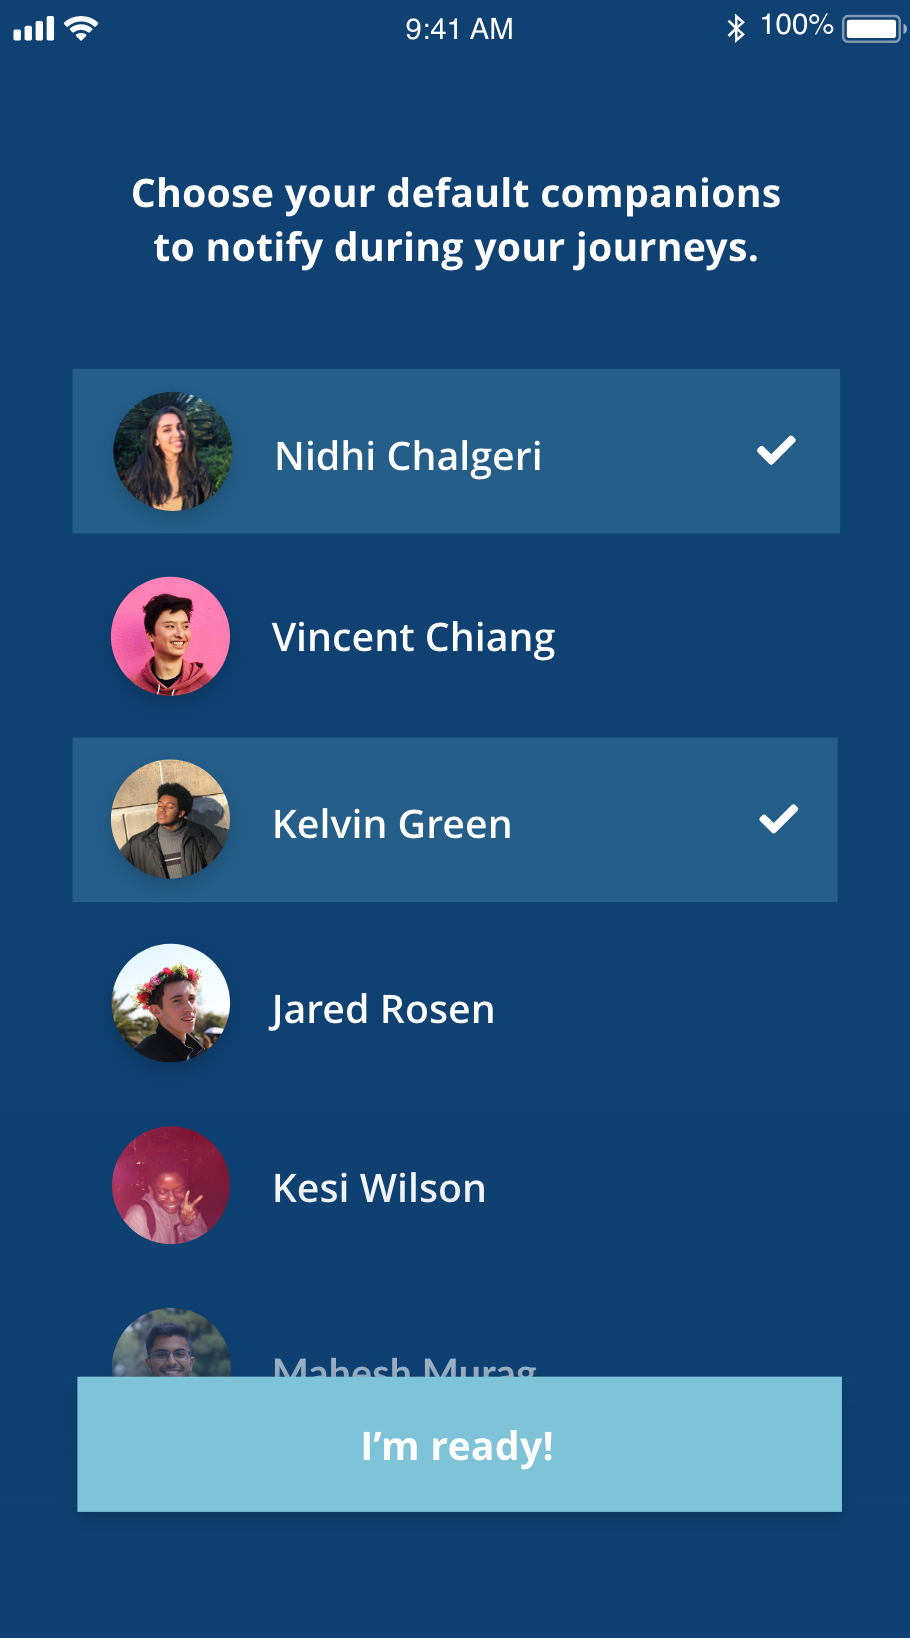 9:41 AM 100%
Choose your default companions
to notify during your journeys.
Nidhi Chalgeri
Vincent Chiang
Kelvin Green
Jared Rosen
Kesi Wilson
Mahesh Murag
I’m ready!